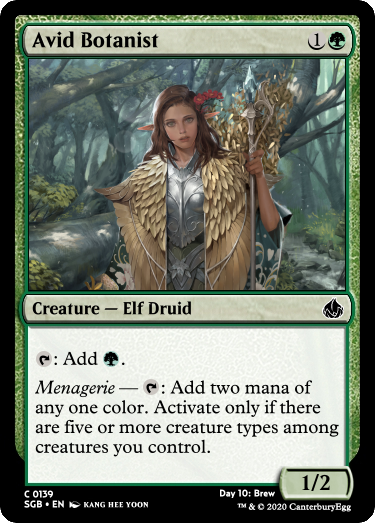 Avid Botanist 1
Creature — Elf Druid
: Add .
Menagerie — : Add two mana of
any one color. Activate only if there
are five or more creature types among
creatures you control.
1/2
C 0139 Day 10: Brew
SGB • EN KANG HEE YOON ™ & © 2020 CanterburyEgg